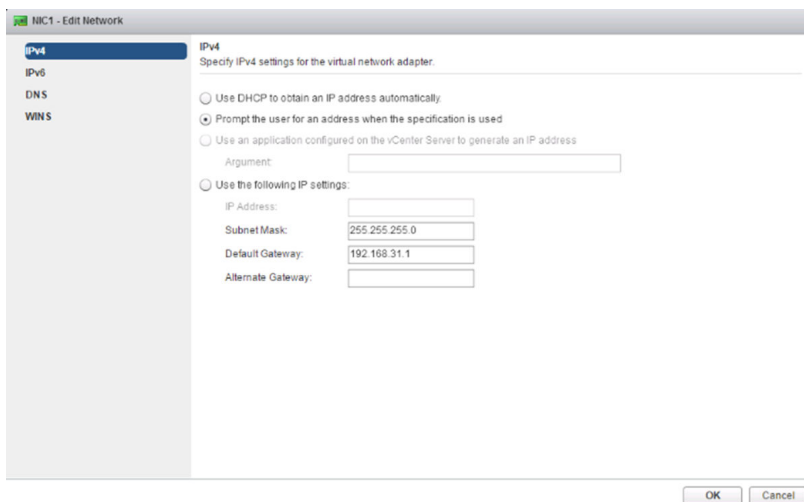 NIC1 - Edit Network
IPv4
IPv6
DNS
WINS
IPv4
Specify IPv4 settings for the virtual network adapter.
Use DHCP to obtain an IP address automatically.
Prompt the user for an address when the specification is used
Use an application configured on the vCenter Server to generate an IP address
Argument:
Use the following IP settings:
IP Address:
Subnet Mask: 255.255.255.0
Default Gateway: 192.168.31.1
Alternate Gateway:
OK Cancel